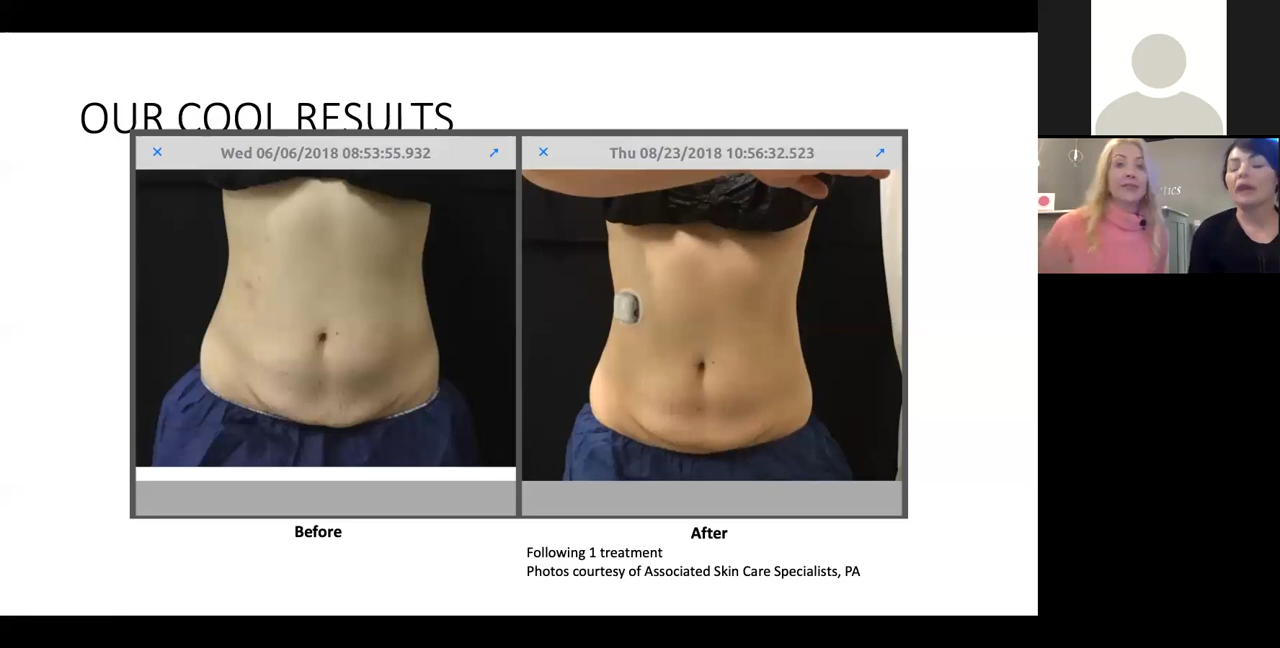 OUR COOL RESULTS
Wed 06/06/2018 08:53:55.932
Thu 08/23/2018 10:56:32.523
Before
After
Following 1 treatment
Photos courtesy of Associated Skin Care Specialists, PA